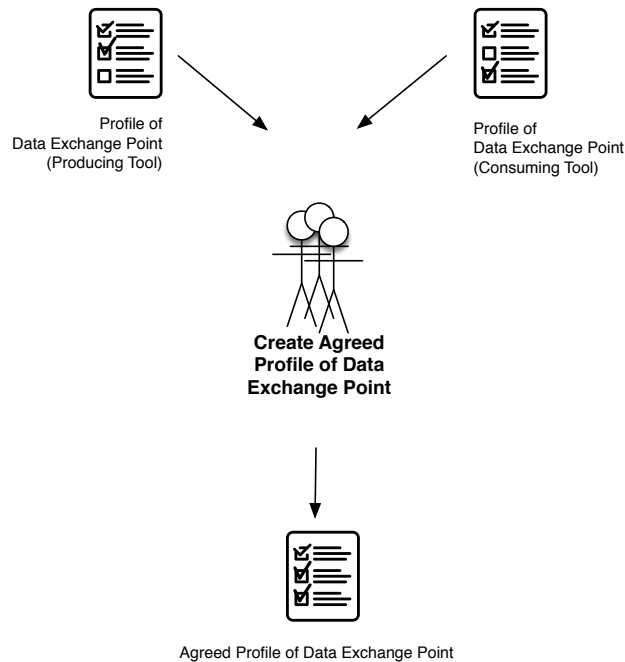 Profile of
Data Exchange Point
(Producing Tool)
Profile of
Data Exchange Point
(Consuming Tool)
Create Agreed
Profile of Data
Exchange Point
Agreed Profile of Data Exchange Point